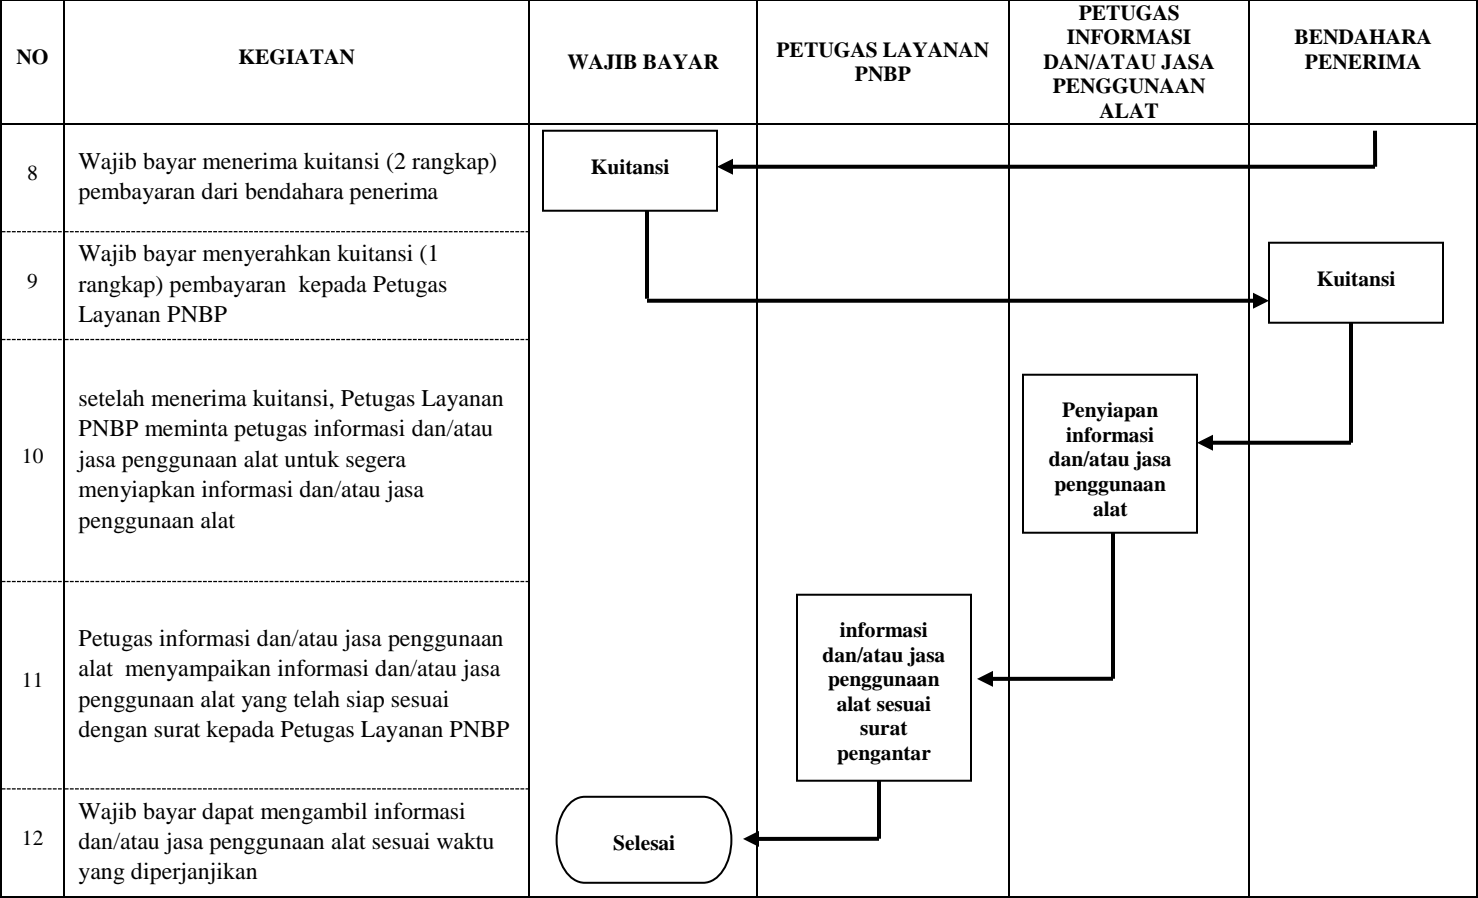 NO
KEGIATAN
WAJIB BAYAR
PETUGAS LAYANAN
PNBP
PETUGAS
INFORMASI
DAN/ATAU JASA
PENGGUNAAN
ALAT
BENDAHARA
PENERIMA
8
Wajib bayar menerima kuitansi (2 rangkap)
pembayaran dari bendahara penerima
Kuitansi
9
Wajib bayar menyerahkan kuitansi (1
rangkap) pembayaran kepada Petugas
Layanan PNBP
Kuitansi
10
setelah menerima kuitansi, Petugas Layanan
PNBP meminta petugas informasi dan/atau
jasa penggunaan alat untuk segera
menyiapkan informasi dan/atau jasa
penggunaan alat
Penyiapan
informasi
dan/atau jasa
penggunaan
alat
11
Petugas informasi dan/atau jasa penggunaan
alat menyampaikan informasi dan/atau jasa
penggunaan alat yang telah siap sesuai
dengan surat kepada Petugas Layanan PNBP
informasi
dan/atau jasa
penggunaan
alat sesuai
surat
pengantar
12
Wajib bayar dapat mengambil informasi
dan/atau jasa penggunaan alat sesuai waktu
yang diperjanjikan
Selesai